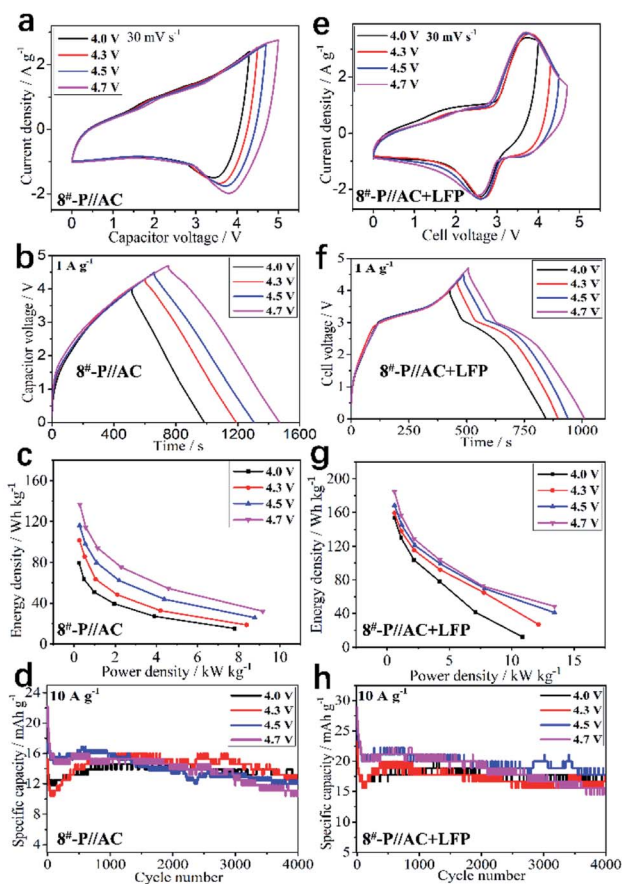 a
4.0 V 30 mV s-1
4.3 V
4.5 V
4.7 V
Current density / A g-1
2
0
-2
8#-P//AC
0 1 2 3 4 5
Capacitor voltage / V
e
4.0 V 30 mV s-1
4.3 V
4.5 V
4.7 V
Current density / A g-1
4
2
0
-2
8#-P//AC+LFP
0 1 2 3 4 5
Cell voltage / V
b
1 A g-1
4.0 V
4.3 V
4.5 V
4.7 V
Capacitor voltage / V
5
4
3
2
1
0
8#-P//AC
0 400 800 1200 1600
Time / s
f
1 A g-1
4.0 V
4.3 V
4.5 V
4.7 V
Cell voltage / V
5
4
3
2
1
0
8#-P//AC+LFP
0 250 500 750 1000
Time / s
c
4.0 V
4.3 V
4.5 V
4.7 V
Energy density / Wh kg-1
160
120
80
40
0
8#-P//AC
0 2 4 6 8 10
Power density / kW kg-1
g
4.0 V
4.3 V
4.5 V
4.7 V
Energy density / Wh kg-1
200
160
120
80
40
0
8#-P//AC+LFP
0 5 10 15
Power density / kW kg-1
d
10 A g-1
4.0 V
4.3 V
4.5 V
4.7 V
Specific capacity / mAh g-1
24
20
16
12
8
4
8#-P//AC
0 1000 2000 3000 4000
Cycle number
h
10 A g-1
4.0 V
4.3 V
4.5 V
4.7 V
Specific capacity / mAh g-1
30
25
20
15
10
8#-P//AC+LFP
0 1000 2000 3000 4000
Cycle number